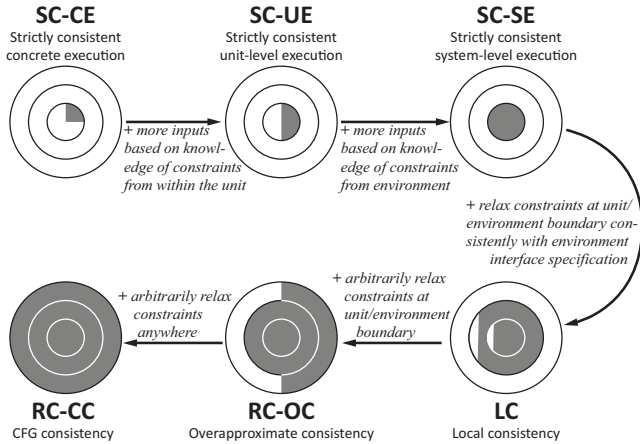 SC-CE
Strictly consistent
concrete execution
SC-UE
Strictly consistent
unit-level execution
SC-SE
Strictly consistent
system-level execution
+ more inputs
based on knowl-
edge of constraints
from within the unit
+ more inputs
based on knowl-
edge of constraints
from environment
+ relax constraints at unit/
environment boundary con-
sistently with environment
interface specification
+ arbitrarily relax
constraints at
unit/environment
boundary
+ arbitrarily relax
constraints
anywhere
RC-CC
CFG consistency
RC-OC
Overapproximate consistency
LC
Local consistency